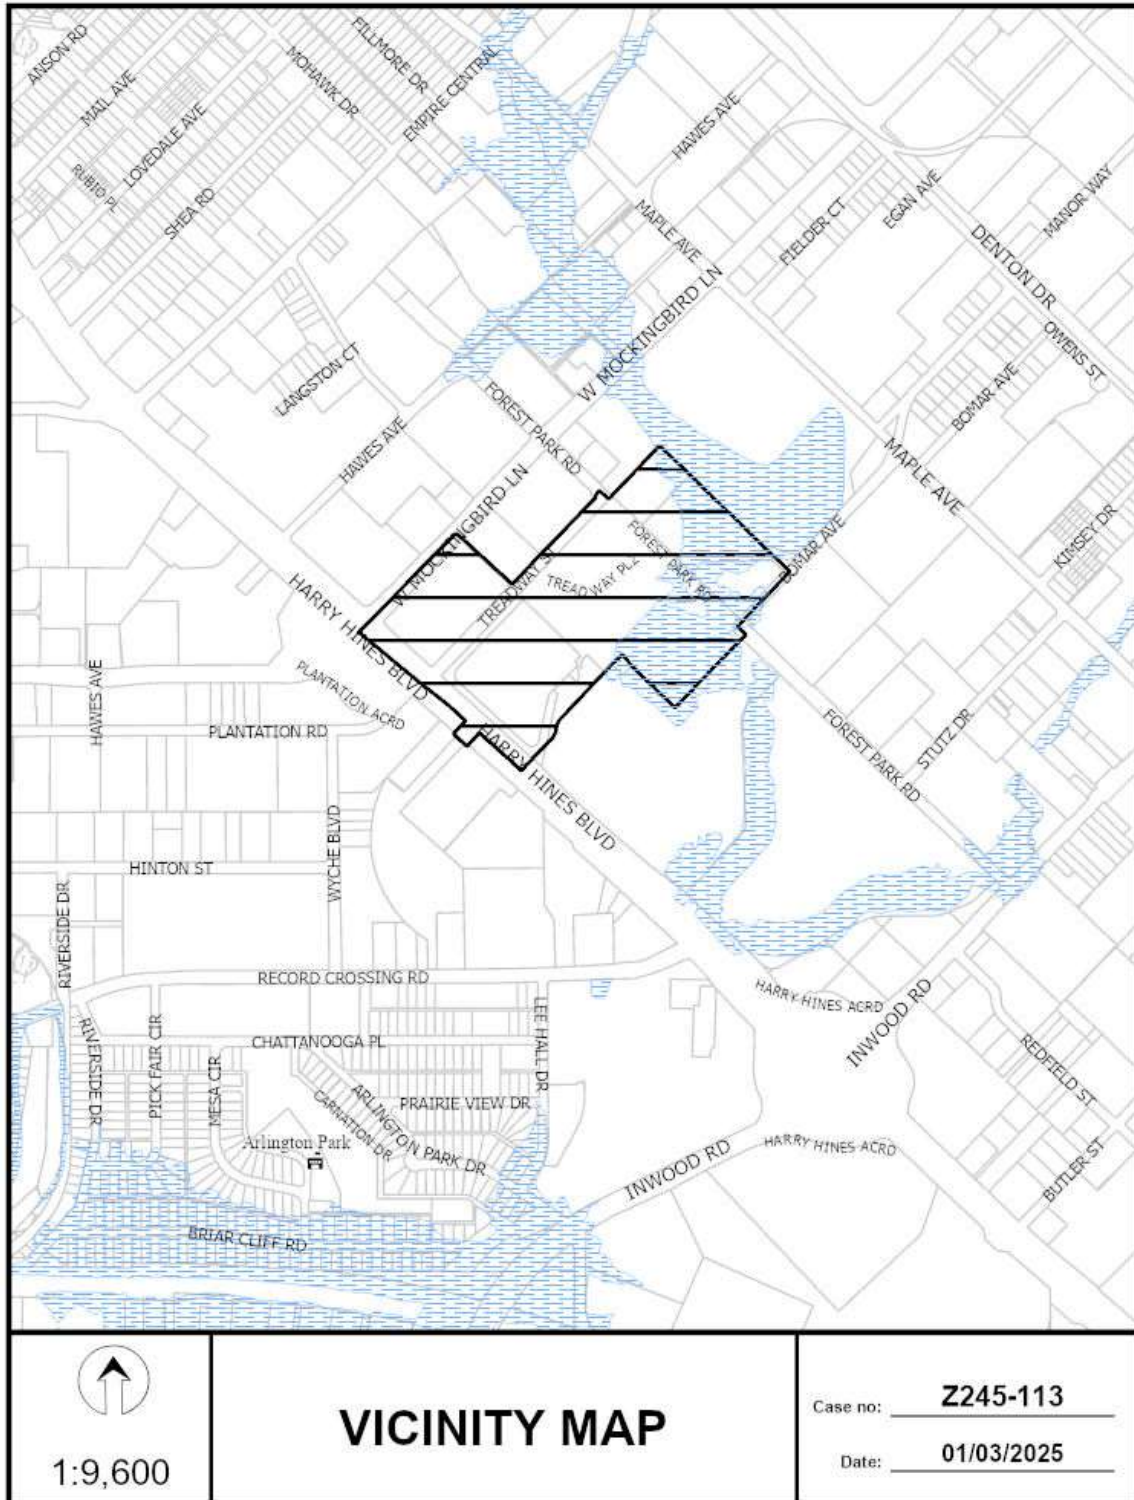 ANSON RD
MAIL AVE
RUBIO PL
LOVEDALE AVE
SHEA RD
MOHAWK DR
FILLMORE DR
EMPIRE CENTRAL
HAWES AVE
MAPLE AVE
FIELDER CT
EGAN AVE
MANOR WAY
DENTON DR
OWENS ST
BOMAR AVE
W MOCKINGBIRD LN
LANGSTON CT
FOREST PARK RD
HAWES AVE
MAPLE AVE
KIMSEY DR
W MOCKINGBIRD LN
FOREST PARK RD
BOMAR AVE
TREADWAY PLZ
TREADWAY ST
HARRY HINES BLVD
PLANTATION ACRD
HAWES AVE
PLANTATION RD
HARRY HINES BLVD
FOREST PARK RD
STUTZ DR
WYCHE BLVD
HINTON ST
RIVERSIDE DR
RECORD CROSSING RD
HARRY HINES ACRD
INWOOD RD
RIVERSIDE DR
PICK FAIR CIR
MESA CIR
CHATTANOOGA PL
LEE HALL DR
REDFIELD ST
ARLINGTON PARK DR
CARNATION DR
PRAIRIE VIEW DR
Arlington Park
INWOOD RD
HARRY HINES ACRD
BUTLER ST
BRIAR CLIFF RD
1:9,600
VICINITY MAP
Case no: Z245-113
Date: 01/03/2025